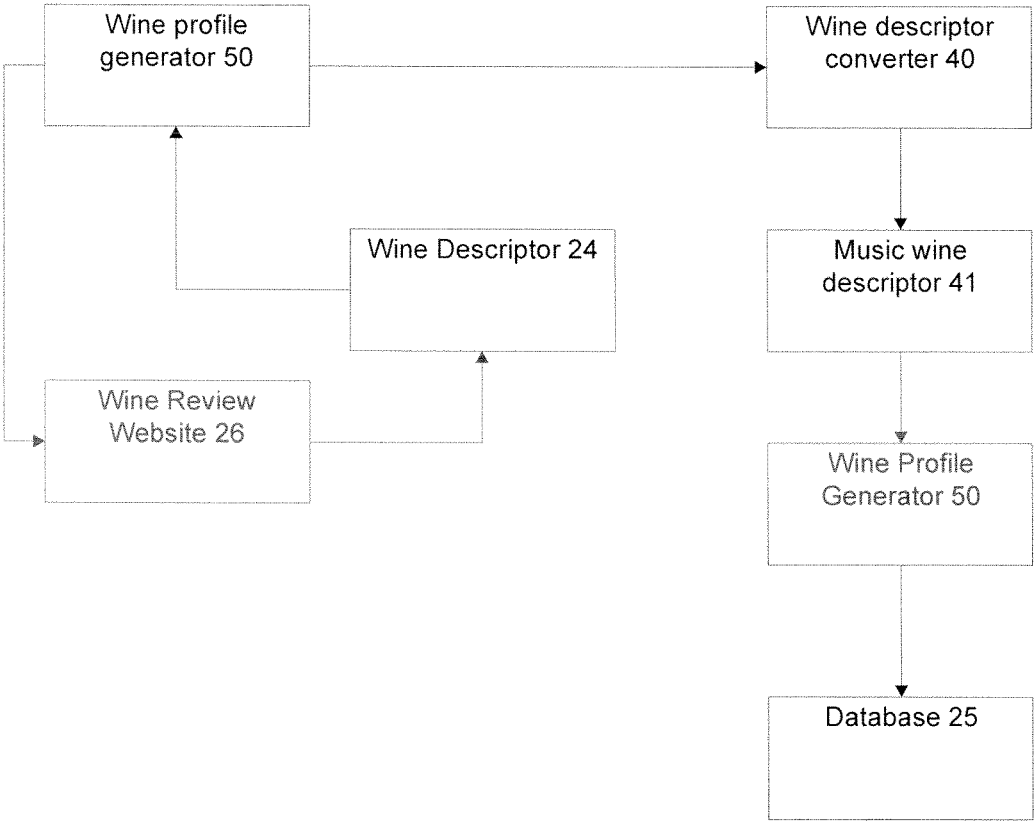 Wine profile
generator 50
Wine descriptor
converter 40
Wine Descriptor 24
Music wine
descriptor 41
Wine Review
Website 26
Wine Profile
Generator 50
Database 25